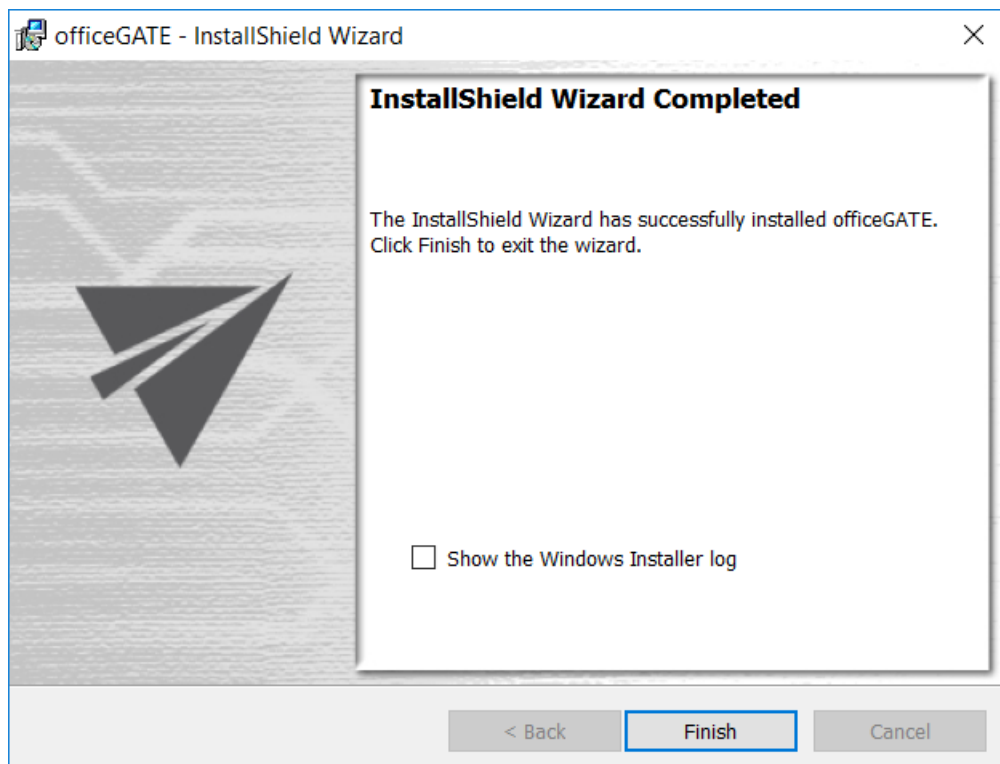 officeGATE - InstallShield Wizard
InstallShield Wizard Completed
The InstallShield Wizard has successfully installed officeGATE.
Click Finish to exit the wizard.
Show the Windows Installer log
< Back
Finish
Cancel